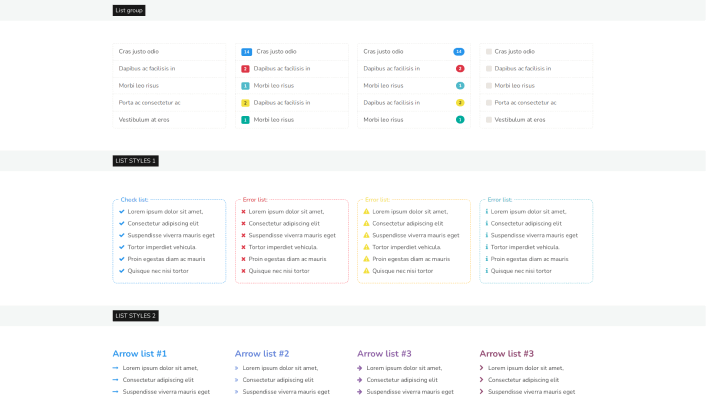 List group
Cras justo odio
Dapibus ac facilisis in
Morbi leo risus
Porta ac consectetur ac
Vestibulum at eros
14 Cras justo odio
2 Dapibus ac facilisis in
1 Morbi leo risus
2 Dapibus ac facilisis in
1 Morbi leo risus
Cras justo odio 14
Dapibus ac facilisis in 2
Morbi leo risus 1
Dapibus ac facilisis in 2
Morbi leo risus 1
Cras justo odio
Dapibus ac facilisis in
Morbi leo risus
Porta ac consectetur ac
Vestibulum at eros
LIST STYLES 1
Check list:
Lorem ipsum dolor sit amet,
Consectetur adipiscing elit
Suspendisse viverra mauris eget
Tortor imperdiet vehicula.
Proin egestas diam ac mauris
Quisque nec nisi tortor
Error list:
Lorem ipsum dolor sit amet,
Consectetur adipiscing elit
Suspendisse viverra mauris eget
Tortor imperdiet vehicula.
Proin egestas diam ac mauris
Quisque nec nisi tortor
Error list:
Lorem ipsum dolor sit amet,
Consectetur adipiscing elit
Suspendisse viverra mauris eget
Tortor imperdiet vehicula.
Proin egestas diam ac mauris
Quisque nec nisi tortor
Error list:
Lorem ipsum dolor sit amet,
Consectetur adipiscing elit
Suspendisse viverra mauris eget
Tortor imperdiet vehicula.
Proin egestas diam ac mauris
Quisque nec nisi tortor
LIST STYLES 2
Arrow list #1
Lorem ipsum dolor sit amet,
Consectetur adipiscing elit
Suspendisse viverra mauris eget
Arrow list #2
Lorem ipsum dolor sit amet,
Consectetur adipiscing elit
Suspendisse viverra mauris eget
Arrow list #3
Lorem ipsum dolor sit amet,
Consectetur adipiscing elit
Suspendisse viverra mauris eget
Arrow list #3
Lorem ipsum dolor sit amet,
Consectetur adipiscing elit
Suspendisse viverra mauris eget